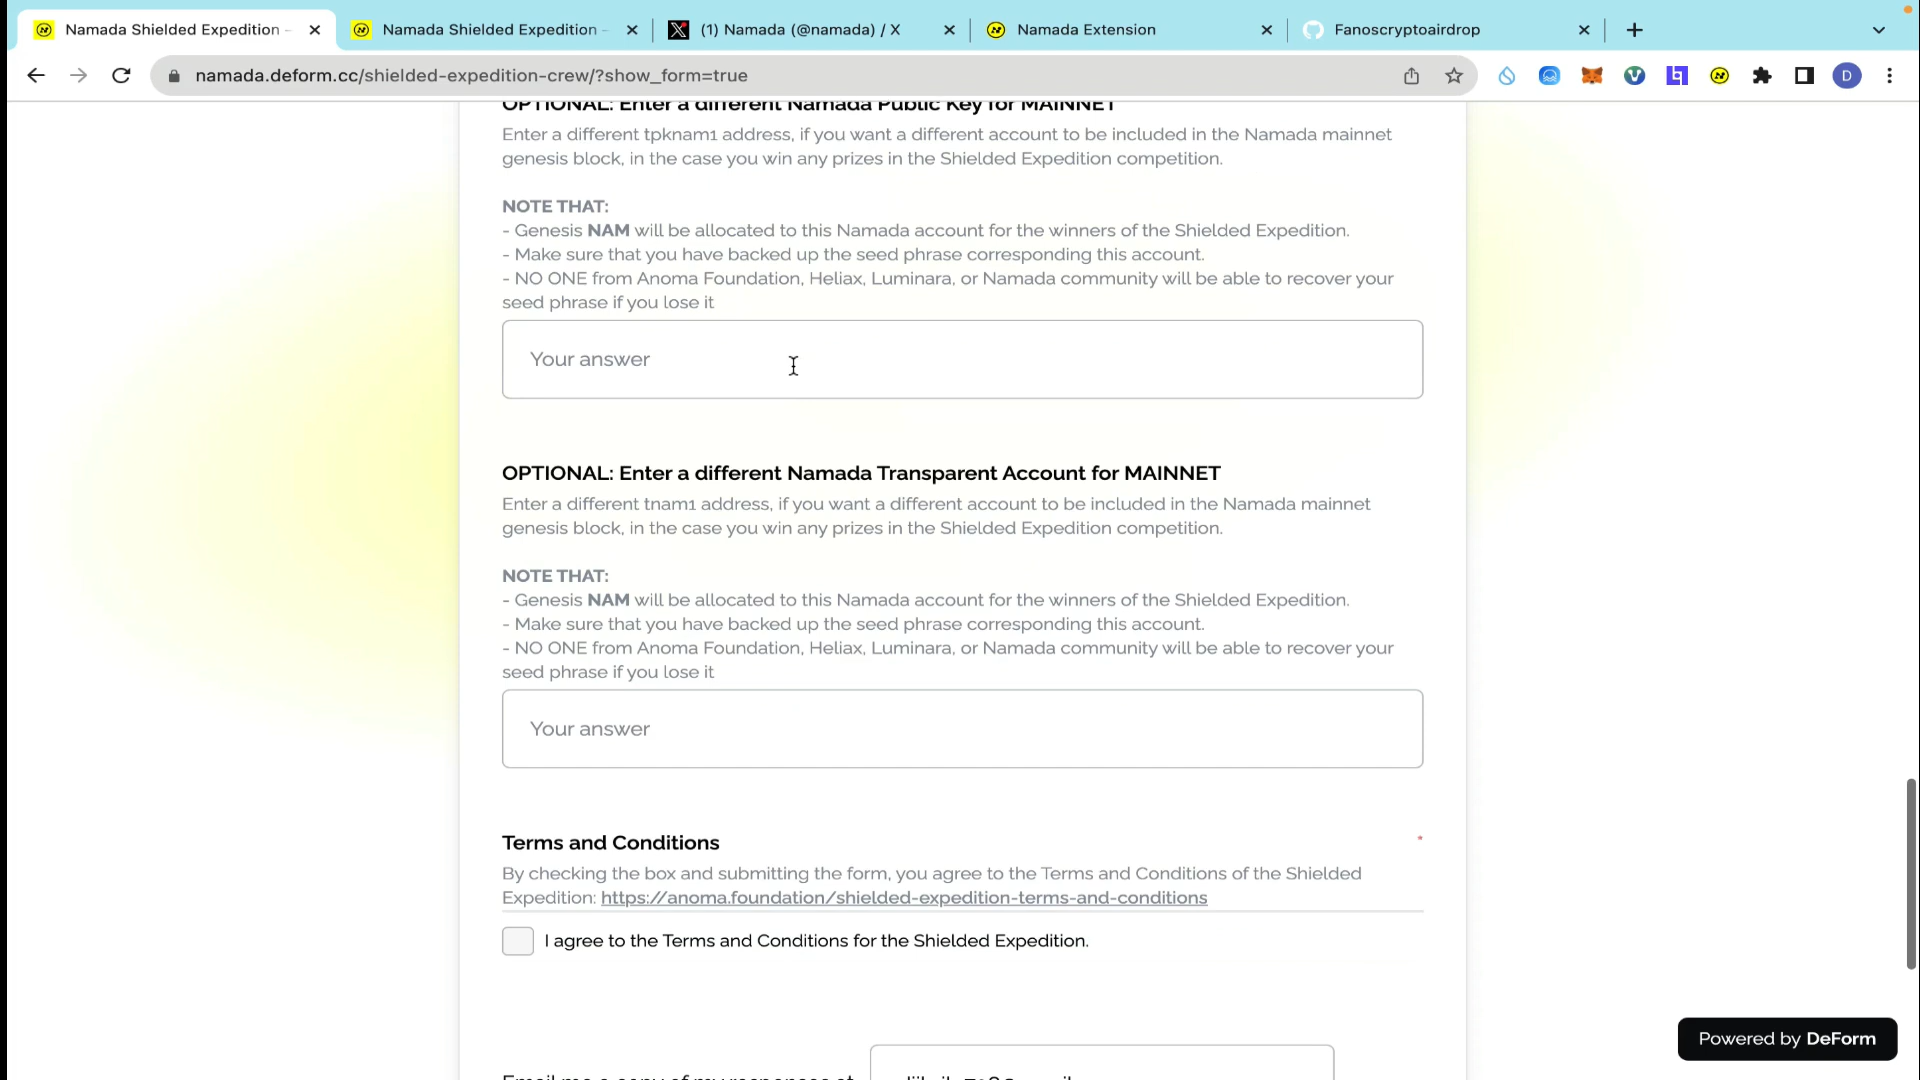 Namada Shielded Expedition -
Namada Shielded Expedition -
(1) Namada (@namada) / X
Namada Extension
Fanoscryptoairdrop
namada.deform.cc/shielded-expedition-crew/?show_form=true
D
OPTIONAL: Enter a different Namada Public Key for MAINNET
Enter a different tpknam1 address, if you want a different account to be included in the Namada mainnet
genesis block, in the case you win any prizes in the Shielded Expedition competition.
NOTE THAT:
- Genesis NAM will be allocated to this Namada account for the winners of the Shielded Expedition.
- Make sure that you have backed up the seed phrase corresponding this account.
- NO ONE from Anoma Foundation, Heliax, Luminara, or Namada community will be able to recover your
seed phrase if you lose it
Your answer
OPTIONAL: Enter a different Namada Transparent Account for MAINNET
Enter a different tnam1 address, if you want a different account to be included in the Namada mainnet
genesis block, in the case you win any prizes in the Shielded Expedition competition.
NOTE THAT:
- Genesis NAM will be allocated to this Namada account for the winners of the Shielded Expedition.
- Make sure that you have backed up the seed phrase corresponding this account.
- NO ONE from Anoma Foundation, Heliax, Luminara, or Namada community will be able to recover your
seed phrase if you lose it
Your answer
Terms and Conditions *
By checking the box and submitting the form, you agree to the Terms and Conditions of the Shielded
Expedition: https://anoma.foundation/shielded-expedition-terms-and-conditions
I agree to the Terms and Conditions for the Shielded Expedition.
Powered by DeForm
Email me a copy of my responses at